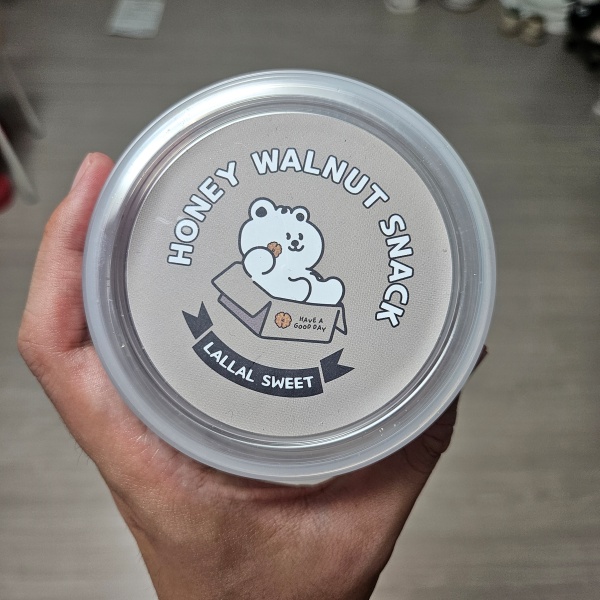 HONEY WALNUT SNACK
HAVE A
GOOD DAY
LALLAL SWEET